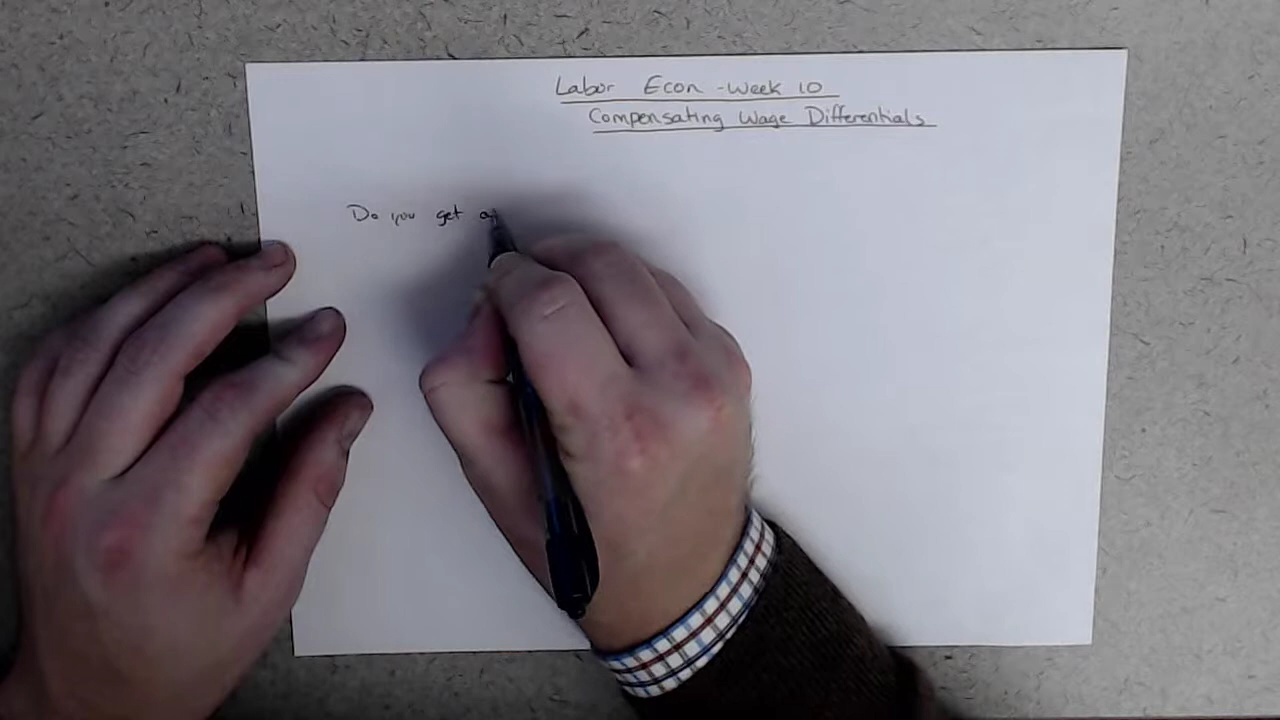 Labor Econ - Week 10
Compensating Wage Differentials
Do you get a